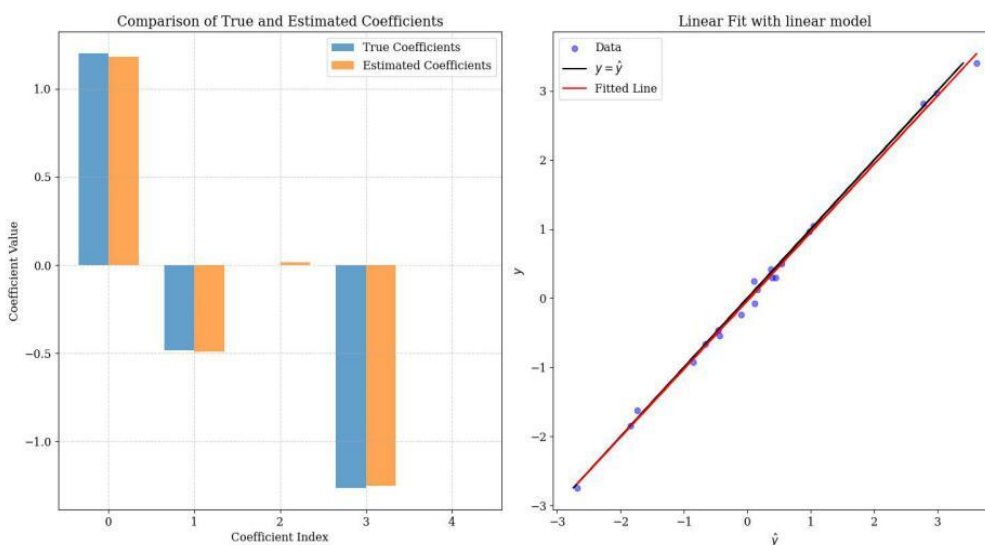 Comparison of True and Estimated Coefficients
True Coefficients
Estimated Coefficients
Coefficient Value
1.0
0.5
0.0
−0.5
−1.0
0 1 2 3 4
Coefficient Index
Linear Fit with linear model
Data
y = ŷ
Fitted Line
y
3
2
1
0
−1
−2
−3
−3 −2 −1 0 1 2 3
ŷ